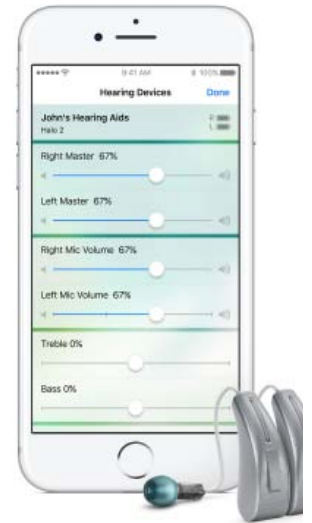 9:41 AM 100%
Hearing Devices Done
John's Hearing Aids R
Halo 2 L
Right Master 67%
Left Master 67%
Right Mic Volume 67%
Left Mic Volume 67%
Treble 0%
Bass 0%